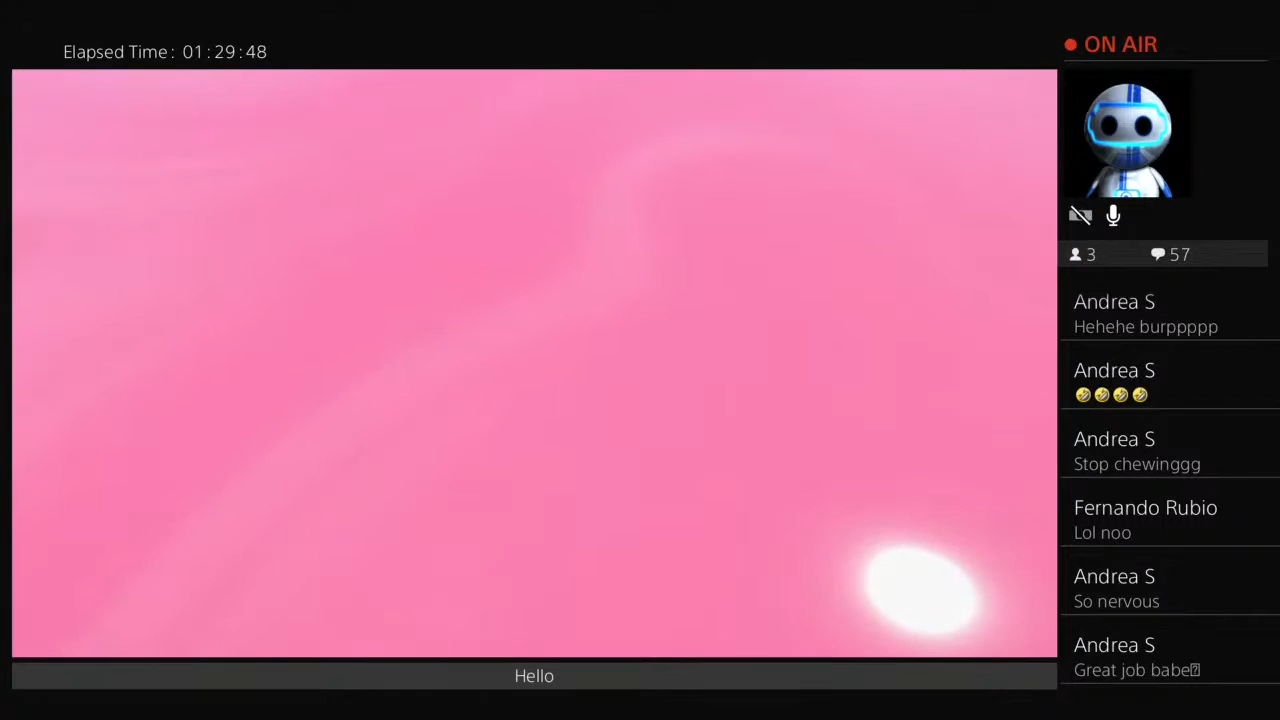 Elapsed Time: 01:29:48
ON AIR
3 57
Andrea S
Hehehe burppppp
Andrea S
🤣🤣🤣🤣
Andrea S
Stop chewinggg
Fernando Rubio
Lol noo
Andrea S
So nervous
Andrea S
Great job babe
Hello